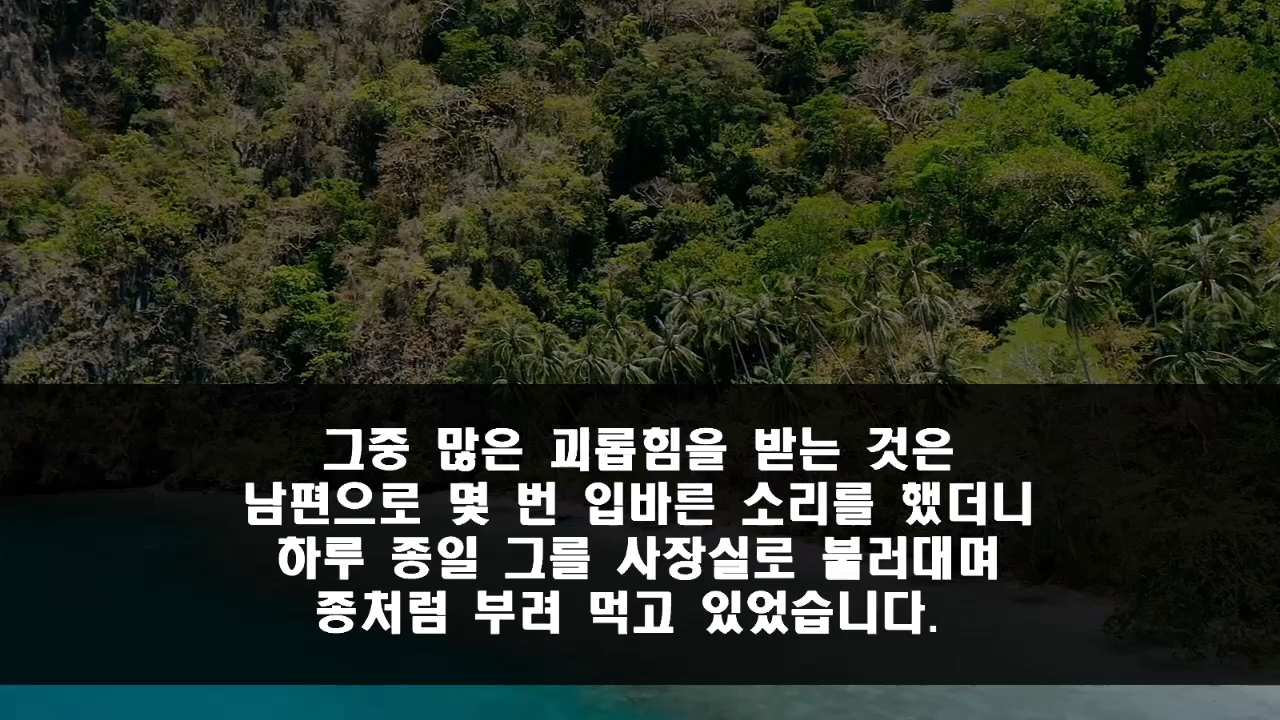 그중 많은 괴롭힘을 받는 것은
남편으로 몇 번 입바른 소리를 했더니
하루 종일 그를 사장실로 불러대며
종처럼 부려 먹고 있었습니다.